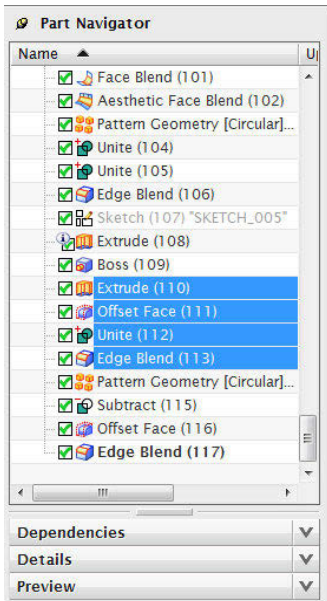 Part Navigator
Name U
Face Blend (101)
Aesthetic Face Blend (102)
Pattern Geometry [Circular]...
Unite (104)
Unite (105)
Edge Blend (106)
Sketch (107) "SKETCH_005"
Extrude (108)
Boss (109)
Extrude (110)
Offset Face (111)
Unite (112)
Edge Blend (113)
Pattern Geometry [Circular]...
Subtract (115)
Offset Face (116)
Edge Blend (117)
Dependencies
Details
Preview